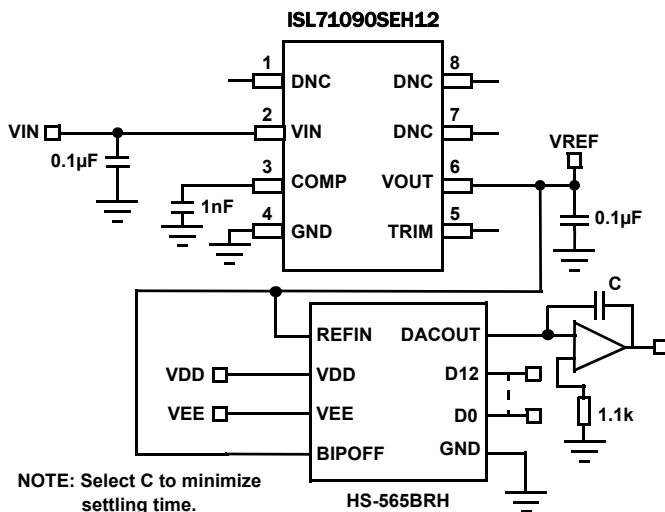 ISL71090SEH12
1 DNC
DNC 8
VIN
2 VIN
DNC 7
0.1µF
3 COMP
VOUT 6
VREF
1nF
4 GND
TRIM 5
0.1µF
C
REFIN
DACOUT
VDD
VDD
D12
VEE
VEE
D0
1.1k
BIPOFF
GND
NOTE: Select C to minimize
settling time.
HS-565BRH